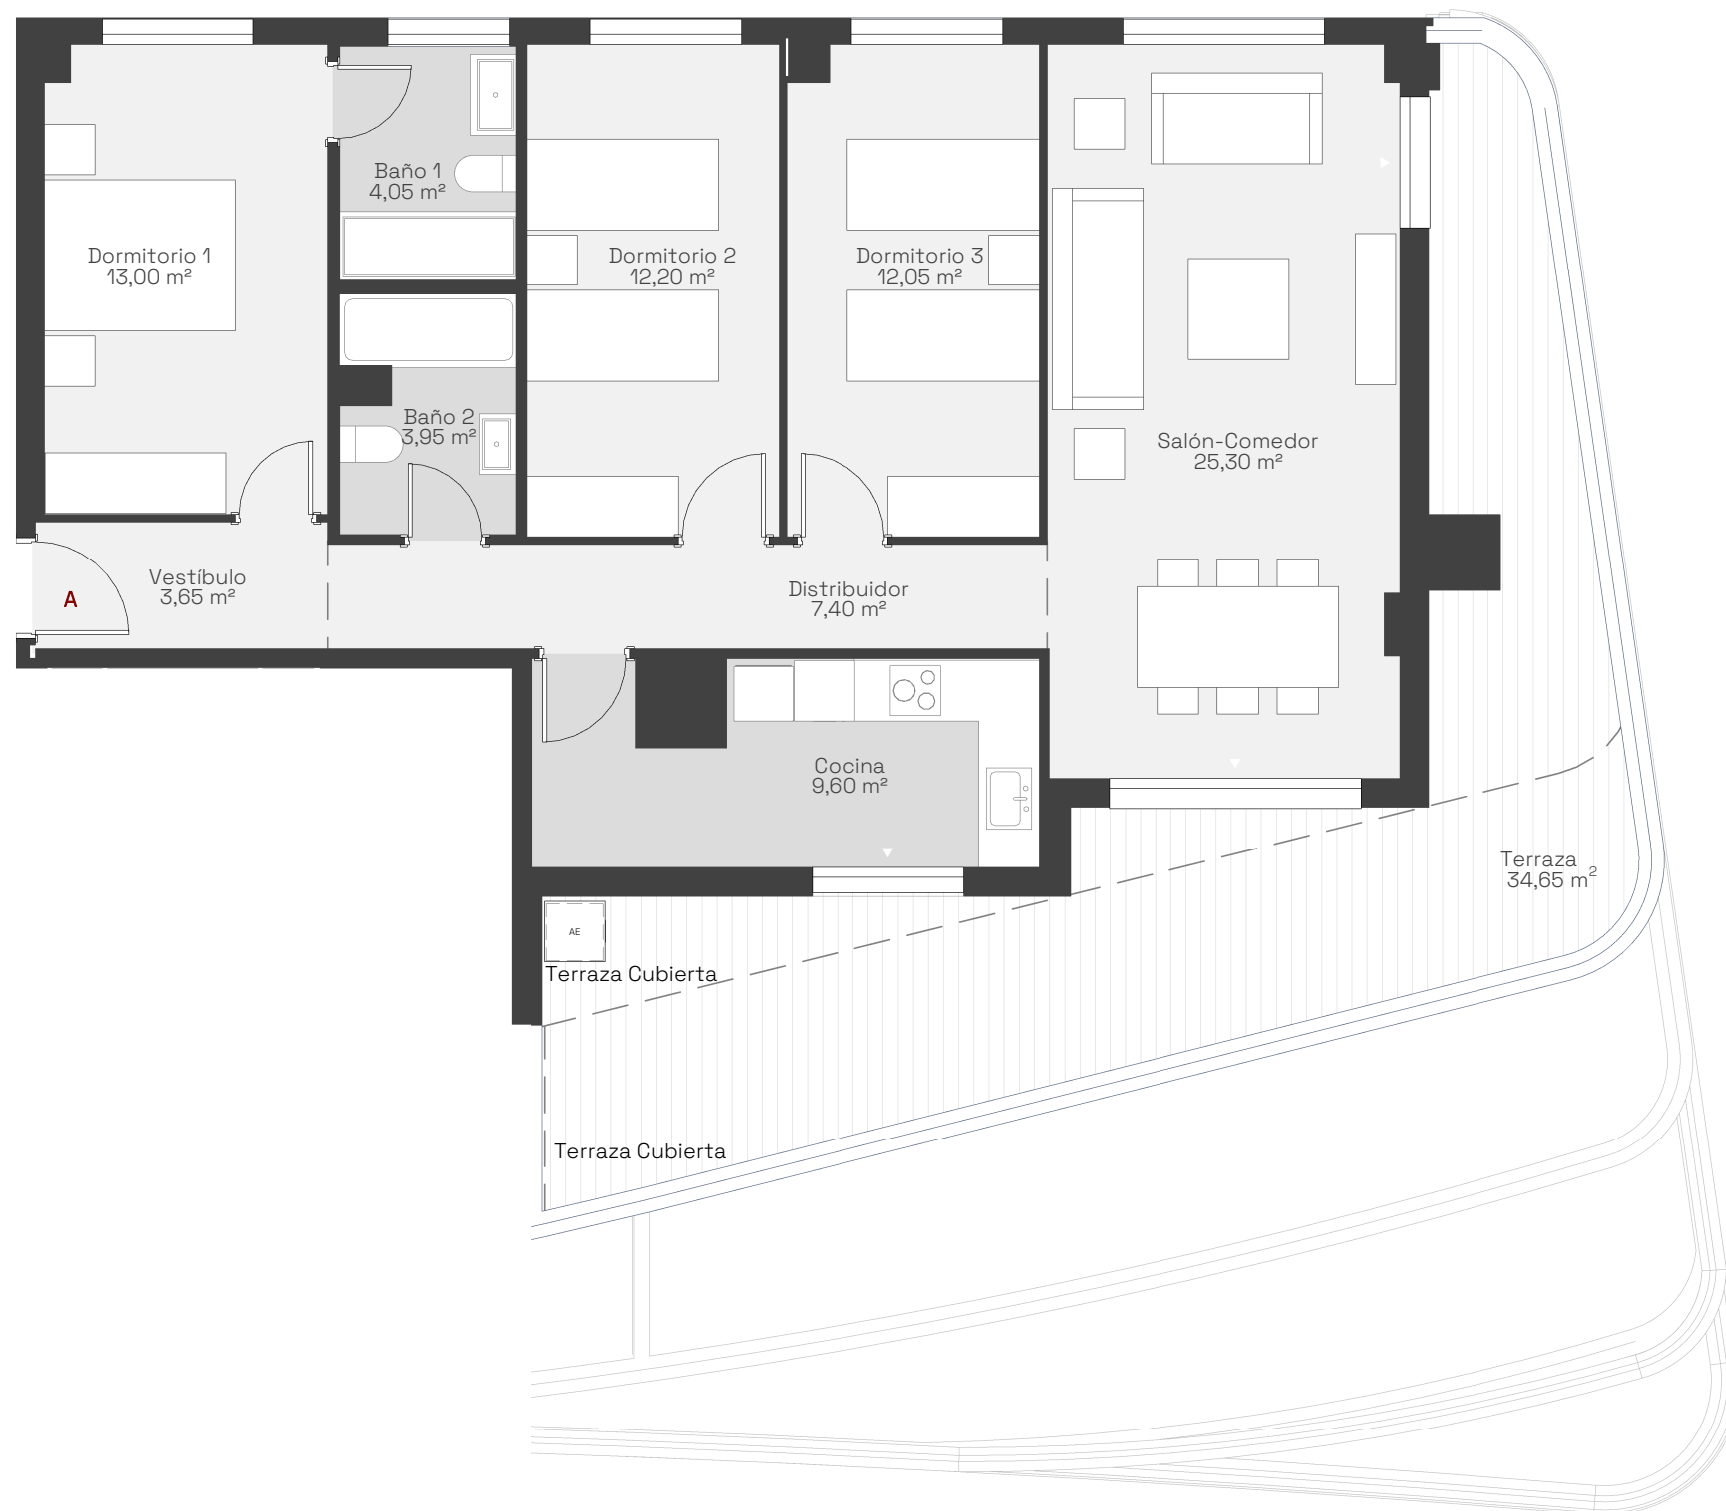 Baño 1
4,05 m²
Dormitorio 1
13,00 m²
Dormitorio 2
12,20 m²
Dormitorio 3
12,05 m²
Baño 2
3,95 m²
Salón-Comedor
25,30 m²
Vestíbulo
3,65 m²
A
Distribuidor
7,40 m²
Cocina
9,60 m²
Terraza
34,65 m²
AE
Terraza Cubierta
Terraza Cubierta